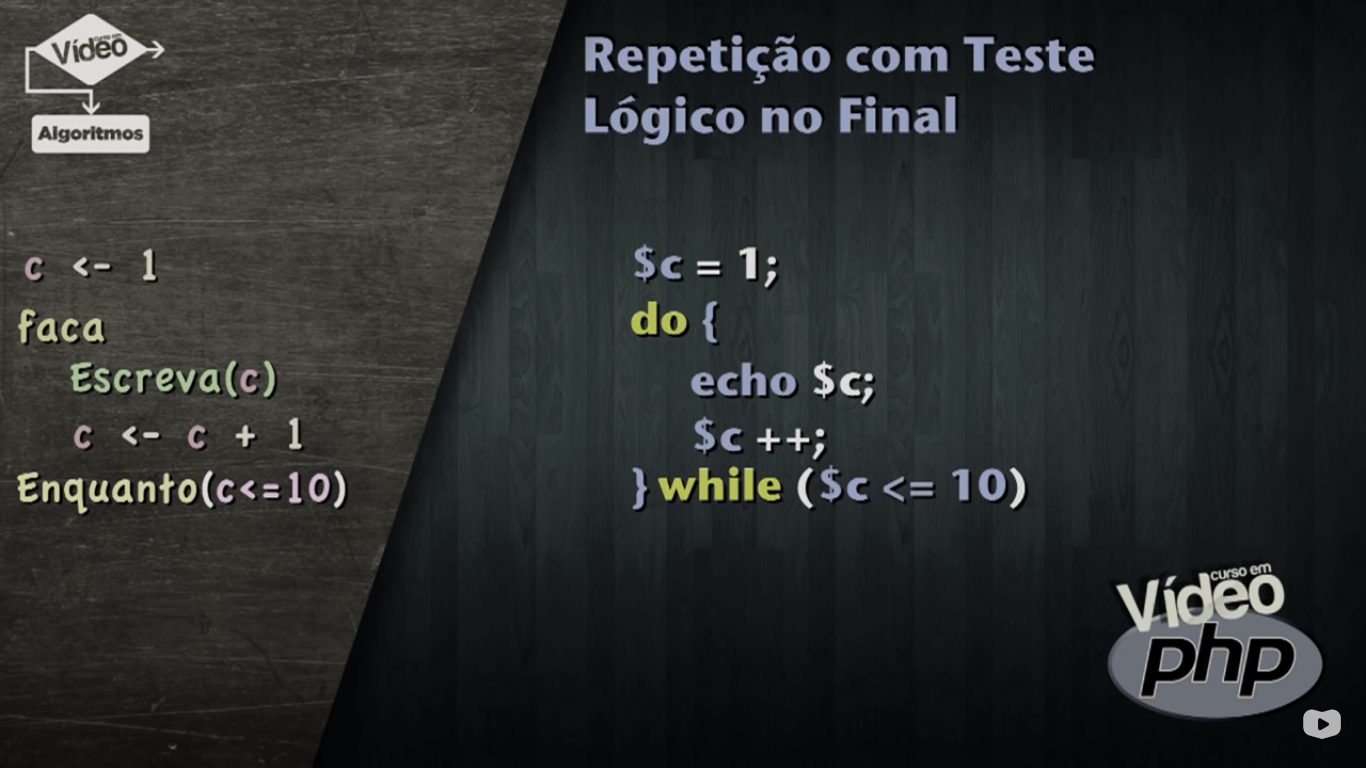 curso em
Vídeo
Algoritmos
Repetição com Teste
Lógico no Final
c <- 1
faca
Escreva(c)
c <- c + 1
Enquanto(c<=10)
$c = 1;
do {
echo $c;
$c ++;
} while ($c <= 10)
curso em
Vídeo
php